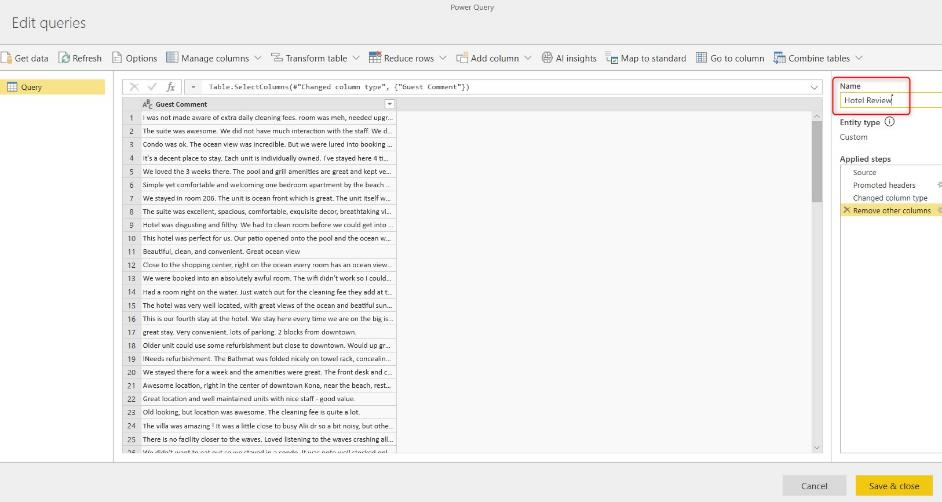 Power Query
Edit queries
Get data Refresh Options Manage columns Transform table Reduce rows Add column AI insights Map to standard Go to column Combine tables
Query
fx = Table.SelectColumns(#"Changed column type", {"Guest Comment"})
ABC Guest Comment
1 I was not made aware of extra daily cleaning fees. room was meh, needed upgr...
2 The suite was awesome. We did not have much interaction with the staff. We d...
3 Condo was ok. The ocean view was incredible. But we were lured into booking ...
4 It's a decent place to stay. Each unit is individually owned. I've stayed here 4 ti...
5 We loved the 3 weeks there. The pool and grill amenities are great and kept ve...
6 Simple yet comfortable and welcoming one bedroom apartment by the beach ...
7 We stayed in room 206. The unit is ocean front which is great. The unit itself w...
8 The suite was excellent, spacious, comfortable, exquisite decor, breathtaking vi...
9 Hotel was disgusting and filthy. We had to clean room before we could get into ...
10 This hotel was perfect for us. Our patio opened onto the pool and the ocean w...
11 Beautiful, clean, and convenient. Great ocean view
12 Close to the shopping center, right on the ocean every room has an ocean view...
13 We were booked into an absolutely awful room. The wifi didn't work so I could...
14 Had a room right on the water. Just watch out for the cleaning fee they add at t...
15 The hotel was very well located, with great views of the ocean and beatiful sun...
16 This is our fourth stay at the hotel. We stay here every time we are on the big is...
17 great stay. Very convenient, lots of parking. 2 blocks from downtown.
18 Older unit could use some refurbishment but close to downtown. Would up gr...
19 !Needs refurbishment. The Bathmat was folded nicely on towel rack, concealin...
20 We stayed there for a week and the amenities were great. The front desk and c...
21 Awesome location, right in the center of downtown Kona, near the beach, rest...
22 Great location and well maintained units with nice staff - good value.
23 Old looking, but location was awesome. The cleaning fee is quite a lot.
24 The villa was amazing ! It was a little close to busy Alii dr so a bit noisy, but othe...
25 There is no facility closer to the waves. Loved listening to the waves crashing all...
26 We didn't want to eat out so we stayed in a condo. It was
Name
Hotel Review
Entity type
Custom
Applied steps
Source
Promoted headers
Changed column type
Remove other columns
Cancel Save & close